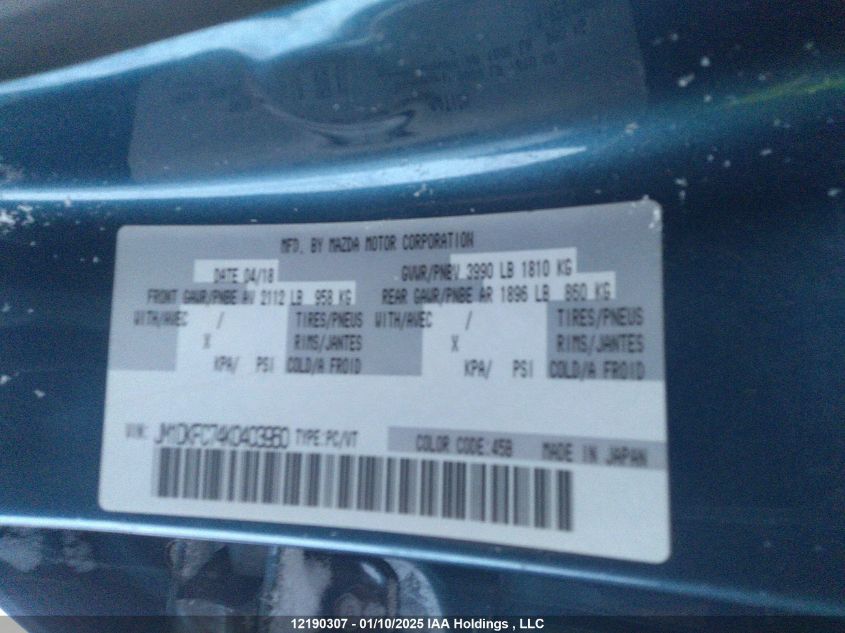 MFD. BY MAZDA MOTOR CORPORATION
DATE 04/18 GVWR/PNBV 3990 LB 1810 KG
FRONT GAWR/PNBE AV 2112 LB 958 KG REAR GAWR/PNBE AR 1896 LB 860 KG
WITH/AVEC / TIRES/PNEUS WITH/AVEC / TIRES/PNEUS
X RIMS/JANTES X RIMS/JANTES
KPA/ PSI COLD/A FROID KPA/ PSI COLD/A FROID
VIN: JM1DKFC74K0403960 TYPE:PC/VT COLOR CODE:45B MADE IN JAPAN
12190307 - 01/10/2025 IAA Holdings , LLC